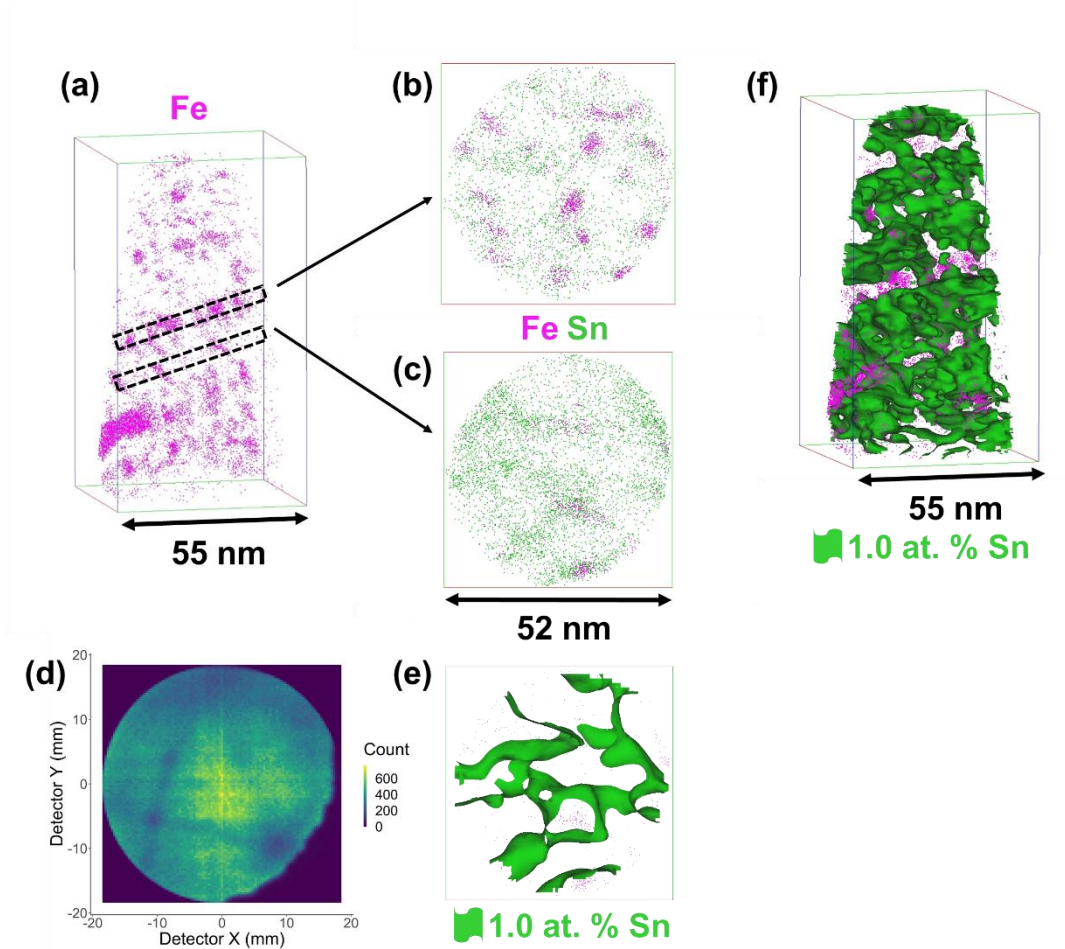 (a)
Fe
55 nm
(b)
Fe Sn
(c)
52 nm
(f)
55 nm
1.0 at. % Sn
(d)
20
10
0
-10
-20
Detector Y (mm)
-20 -10 0 10 20
Detector X (mm)
Count
600
400
200
0
(e)
1.0 at. % Sn